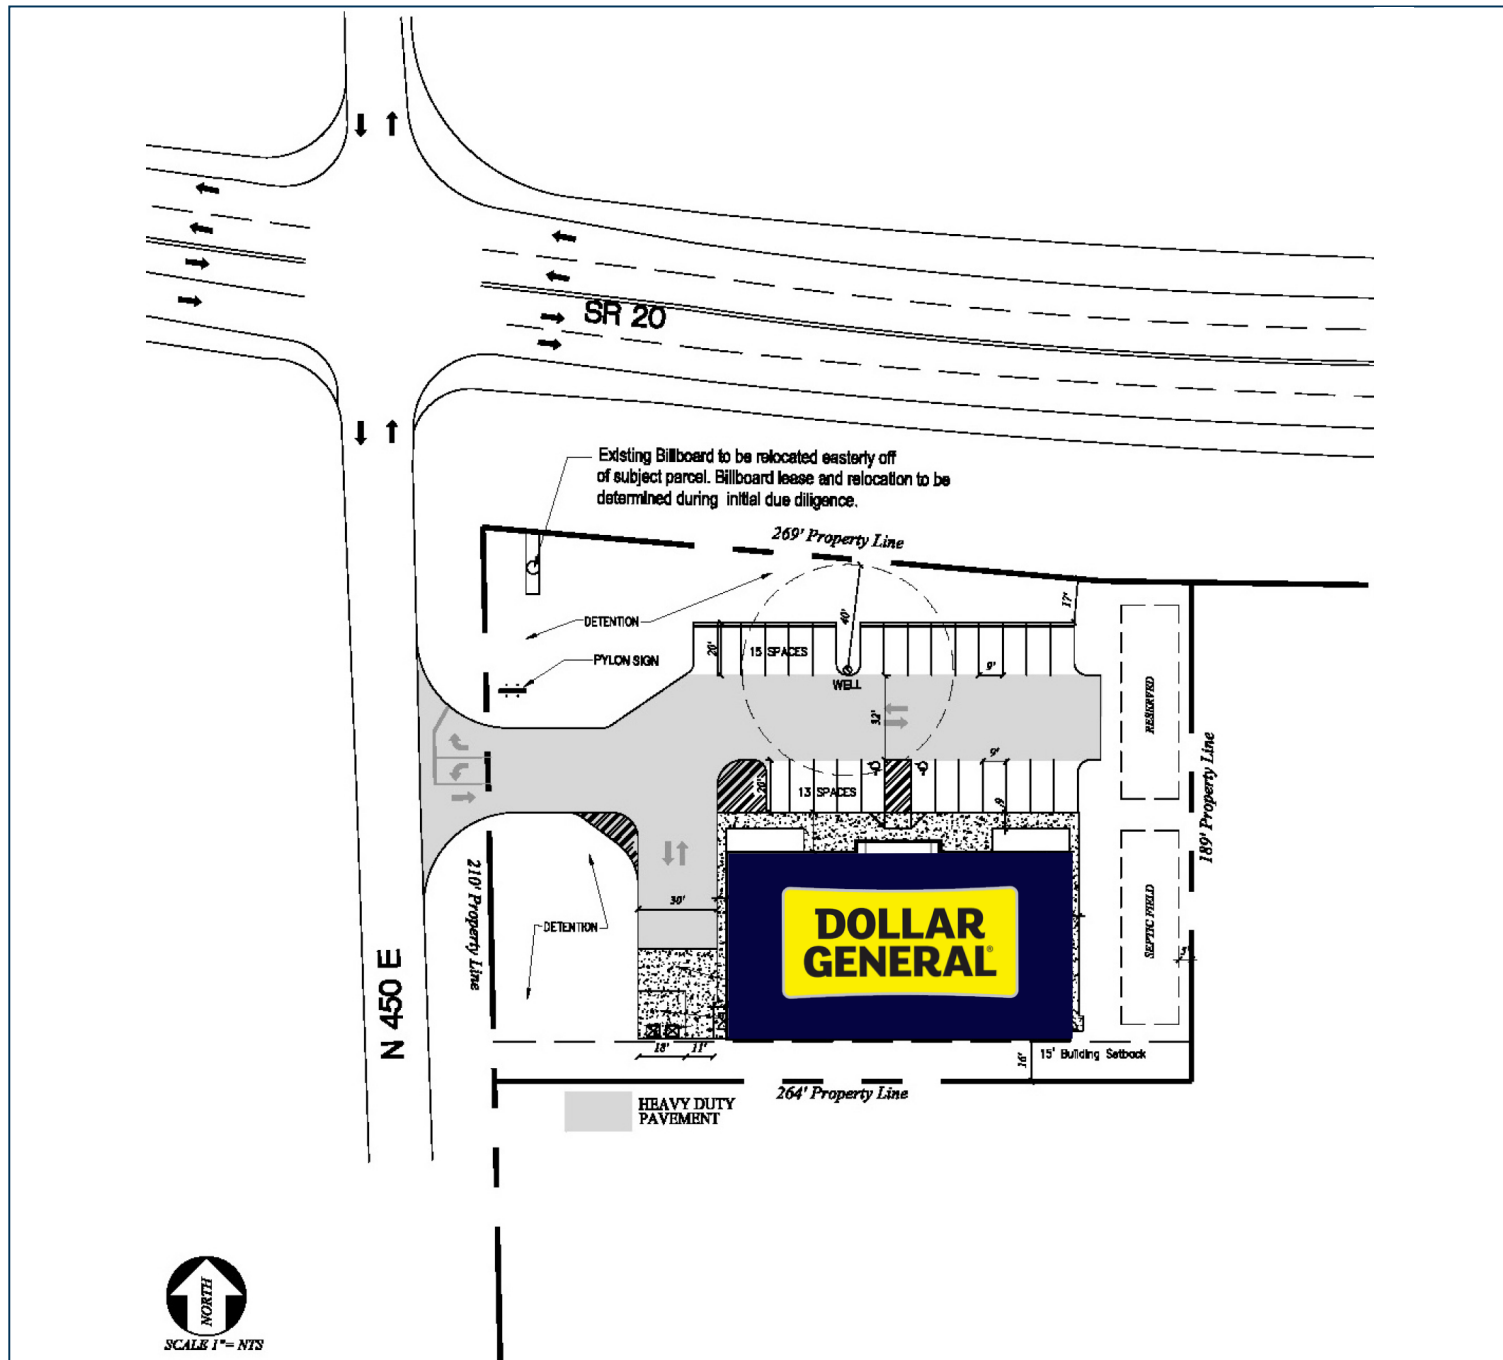 SR 20
Existing Billboard to be relocated easterly off
of subject parcel. Billboard lease and relocation to be
determined during initial due diligence.
269' Property Line
17'
40'
DETENTION
20'
15 SPACES
PYLON SIGN
9'
WELL
RESERVED
32'
9'
189' Property Line
20'
13 SPACES
9'
210' Property Line
30'
DOLLAR
GENERAL®
SEPTIC FIELD
DETENTION
N 450 E
18'
11'
16'
15' Building Setback
264' Property Line
HEAVY DUTY
PAVEMENT
NORTH
SCALE 1"= NTS